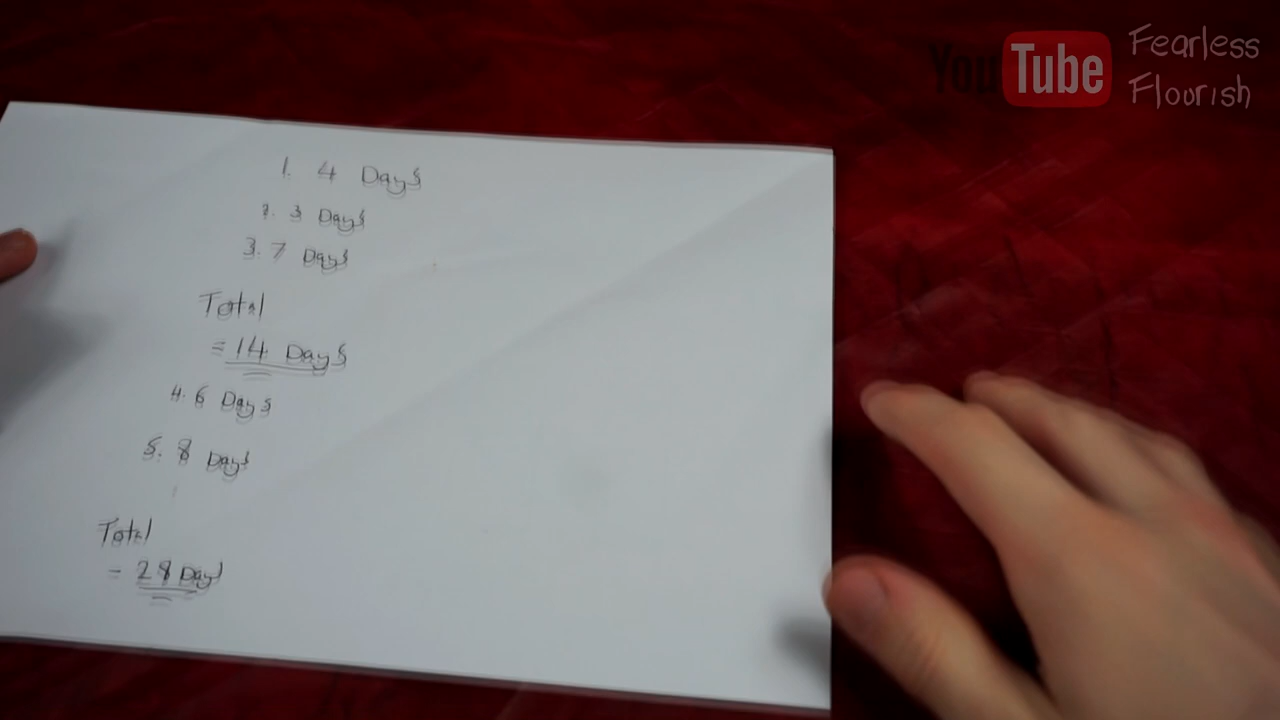 YouTube
Fearless
Flourish
1. 4 Days
2. 3 Days
3. 7 Days
Total
= 14 Days
4. 6 Days
5. 8 Days
Total
= 28 Days